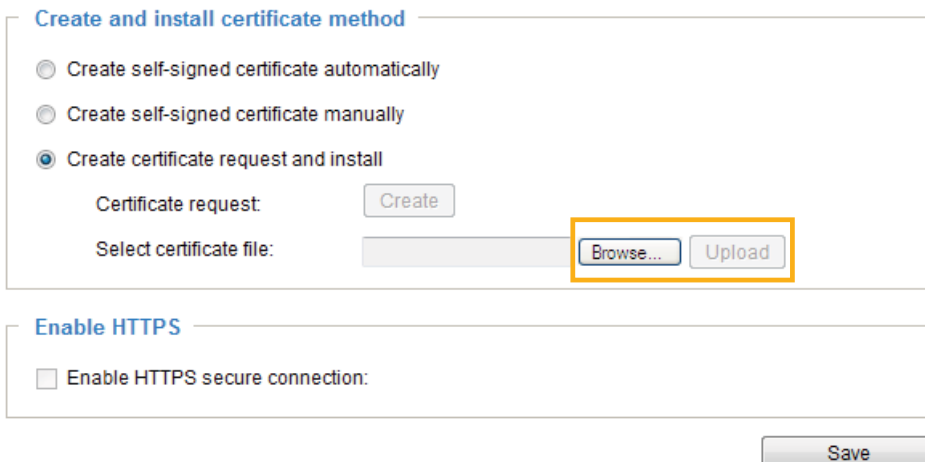 Create and install certificate method
Create self-signed certificate automatically
Create self-signed certificate manually
Create certificate request and install
Certificate request: Create
Select certificate file: Browse... Upload
Enable HTTPS
Enable HTTPS secure connection:
Save